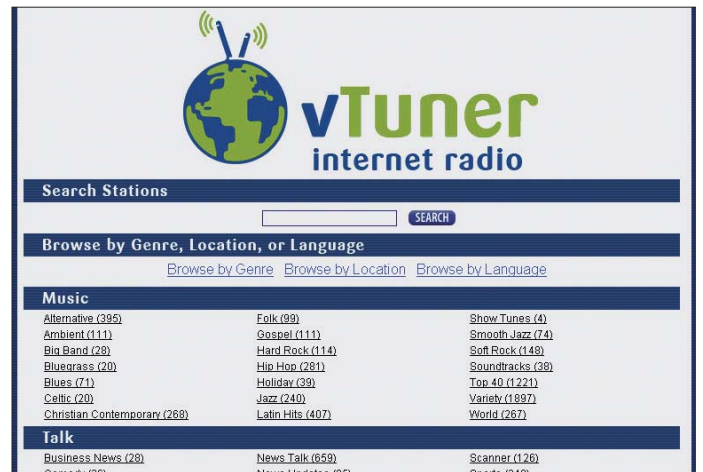 vTuner
internet radio
Search Stations
SEARCH
Browse by Genre, Location, or Language
Browse by Genre Browse by Location Browse by Language
Music
Alternative (395) Folk (99) Show Tunes (4)
Ambient (111) Gospel (111) Smooth Jazz (74)
Big Band (28) Hard Rock (114) Soft Rock (148)
Bluegrass (20) Hip Hop (281) Soundtracks (38)
Blues (71) Holiday (39) Top 40 (1221)
Celtic (20) Jazz (240) Variety (1897)
Christian Contemporary (268) Latin Hits (407) World (267)
Talk
Business News (28) News Talk (659) Scanner (126)